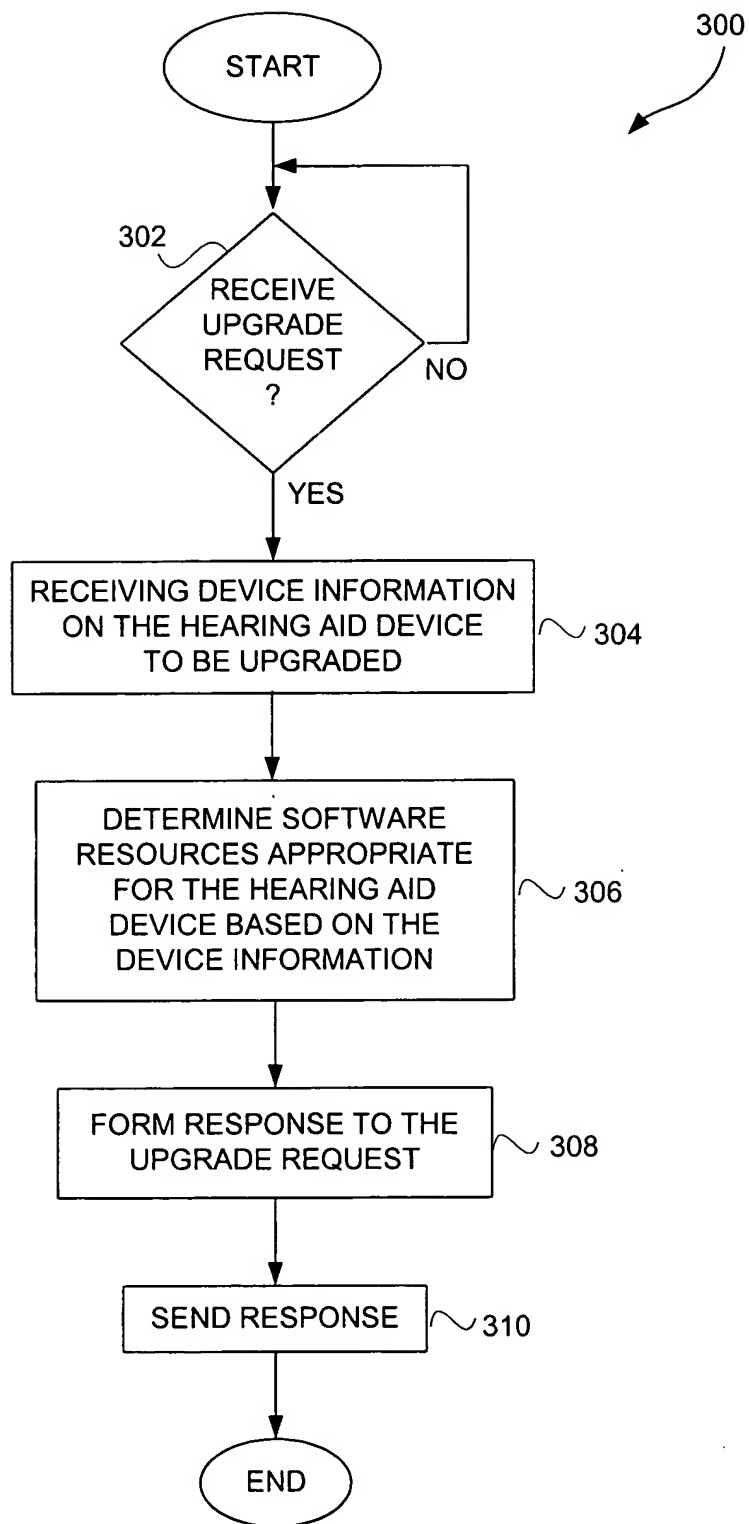 300
START
302
RECEIVE
UPGRADE
REQUEST
?
NO
YES
RECEIVING DEVICE INFORMATION
ON THE HEARING AID DEVICE
TO BE UPGRADED
304
DETERMINE SOFTWARE
RESOURCES APPROPRIATE
FOR THE HEARING AID
DEVICE BASED ON THE
DEVICE INFORMATION
306
FORM RESPONSE TO THE
UPGRADE REQUEST
308
SEND RESPONSE
310
END